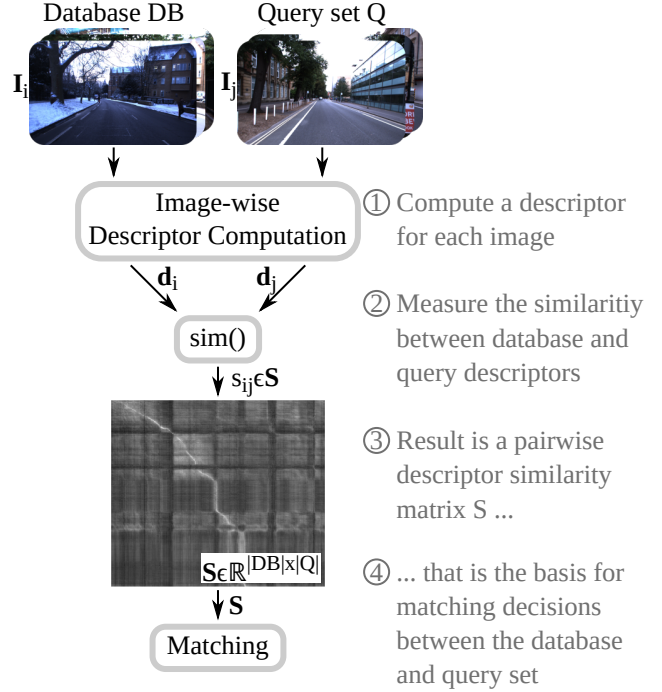 Database DB
Query set Q
I_i
I_j
Image-wise
Descriptor Computation
① Compute a descriptor
for each image
d_i
d_j
② Measure the similaritiy
between database and
query descriptors
sim()
s_ijϵS
③ Result is a pairwise
descriptor similarity
matrix S ...
Sϵℝ^|DB|x|Q|
④ ... that is the basis for
matching decisions
between the database
and query set
S
Matching